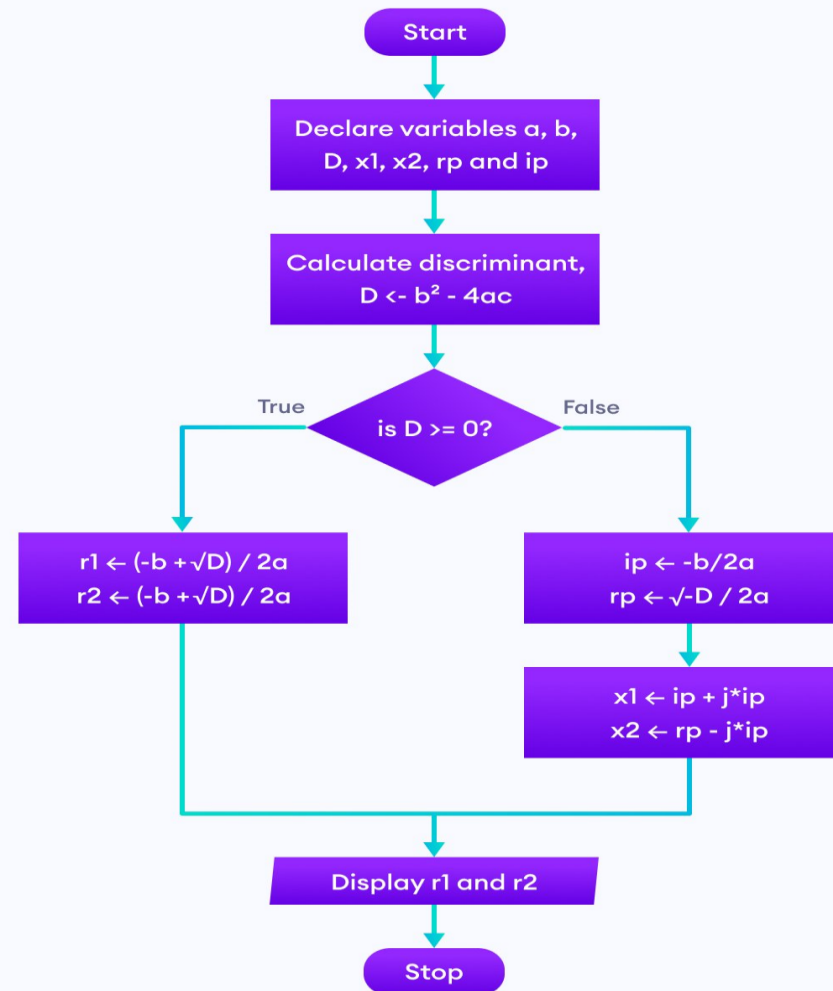 Start
Declare variables a, b,
D, x1, x2, rp and ip
Calculate discriminant,
D <- b² - 4ac
True
is D >= 0?
False
r1 ← (-b + √D) / 2a
r2 ← (-b + √D) / 2a
ip ← -b/2a
rp ← √-D / 2a
x1 ← ip + j*ip
x2 ← rp - j*ip
Display r1 and r2
Stop